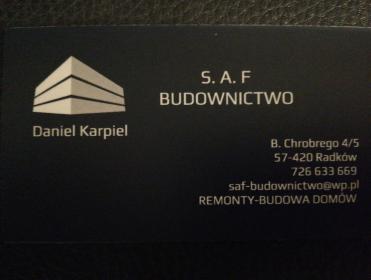 S. A. F
BUDOWNICTWO
Daniel Karpiel
B. Chrobrego 4/5
57-420 Radków
726 633 669
saf-budownictwo@wp.pl
REMONTY-BUDOWA DOMÓW